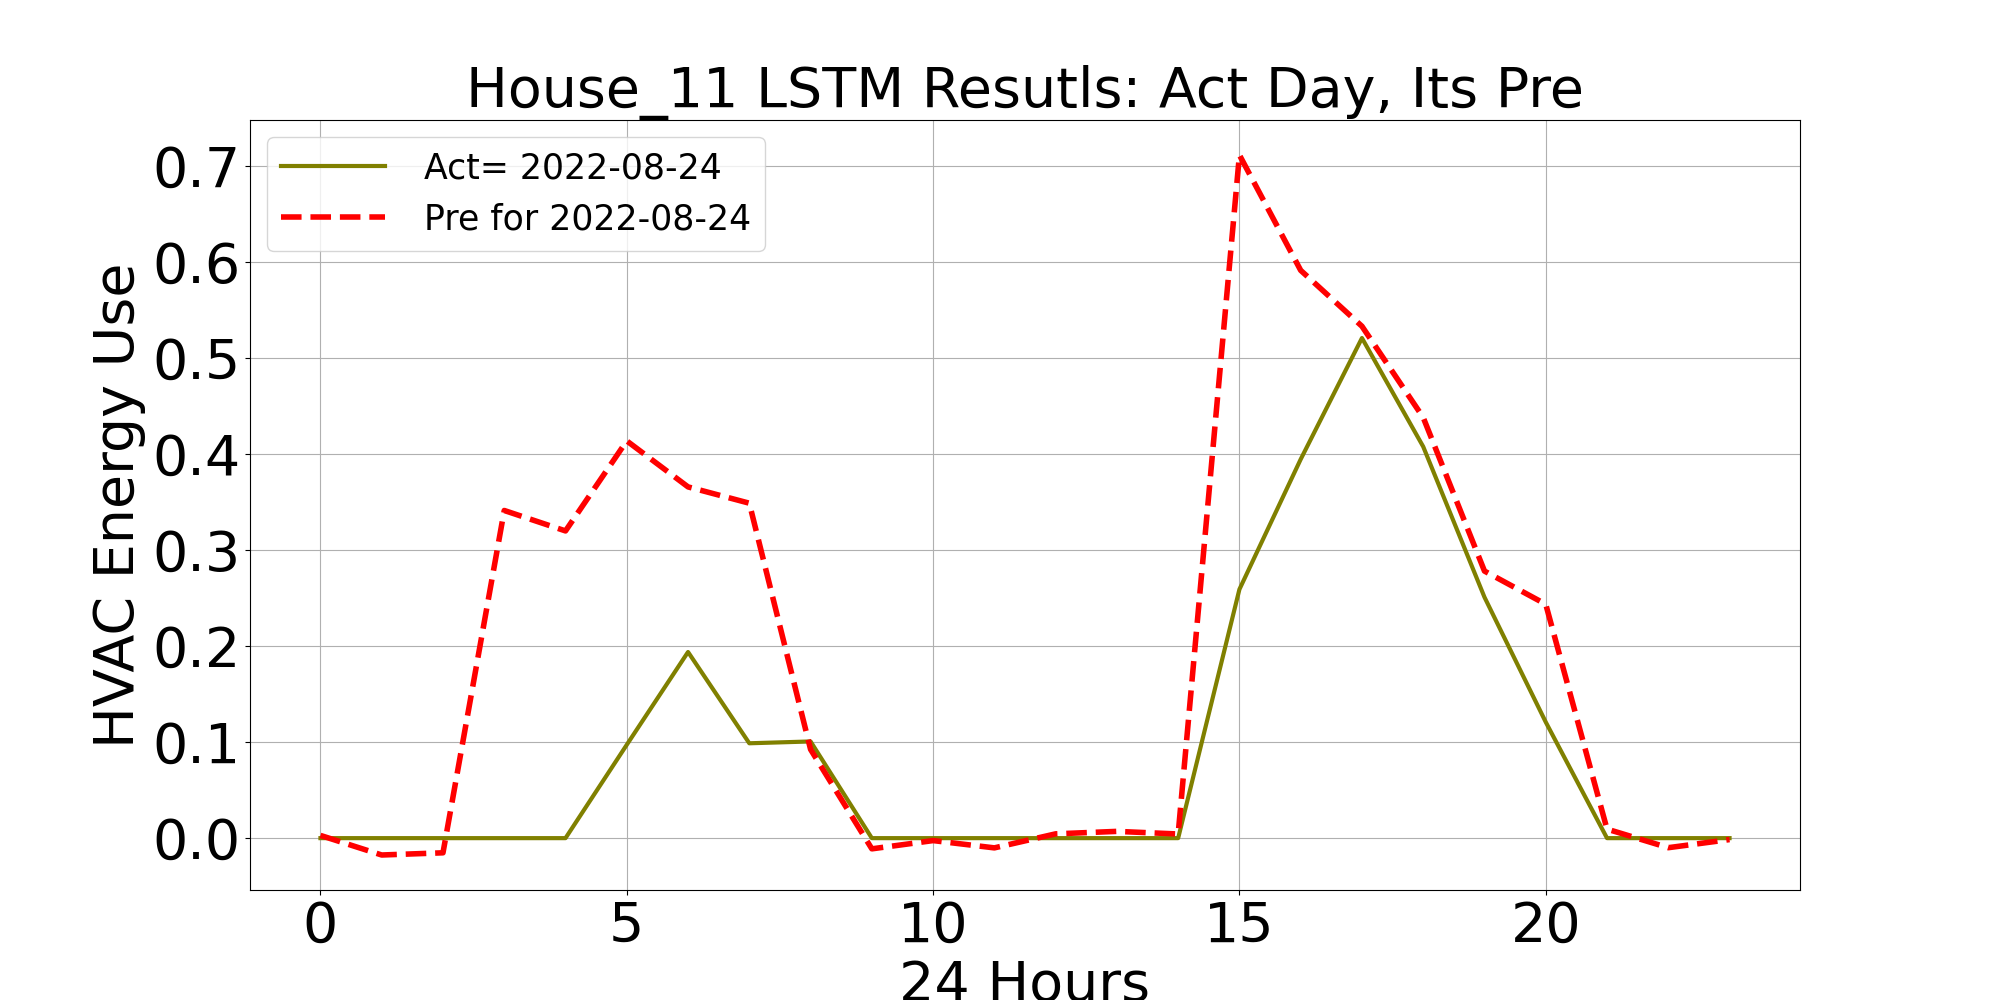 House_11 LSTM Resutls: Act Day, Its Pre
Act= 2022-08-24
Pre for 2022-08-24
HVAC Energy Use
0.7
0.6
0.5
0.4
0.3
0.2
0.1
0.0
0 5 10 15 20
24 Hours